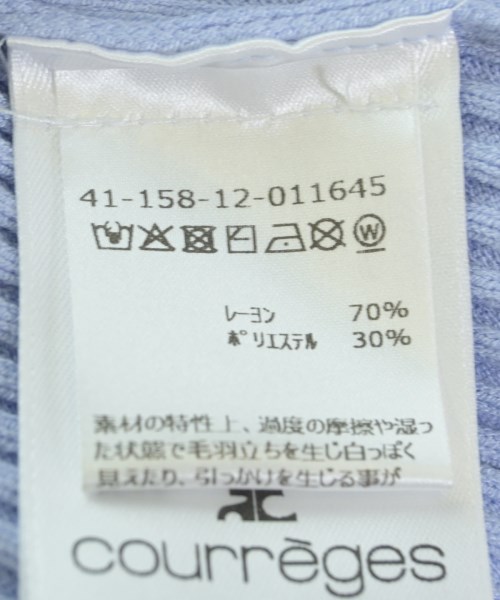 41-158-12-011645
W
レーヨン 70%
ポリエステル 30%
素材の特性上、過度の摩擦や湿っ
た状態で毛羽立ちを生じ白っぽく
見えたり、引っかけを生じる事が
courrèges